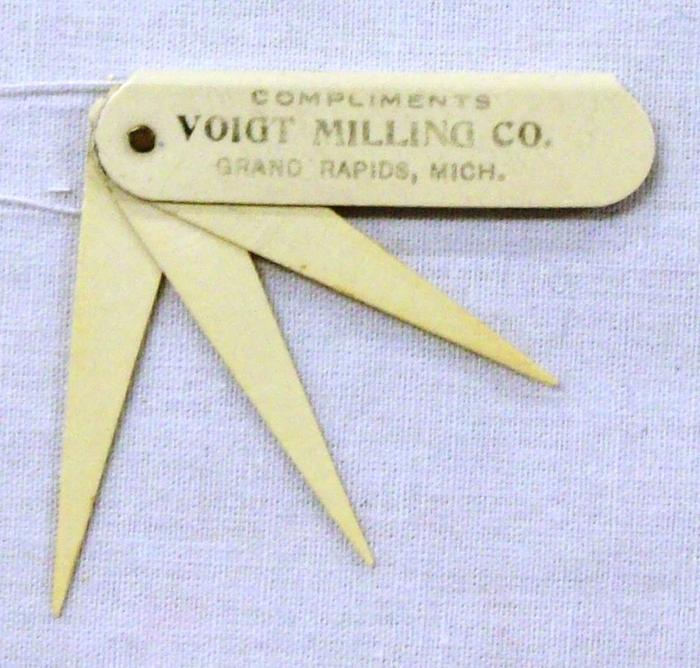 COMPLIMENTS
VOIGT MILLING CO.
GRAND RAPIDS, MICH.